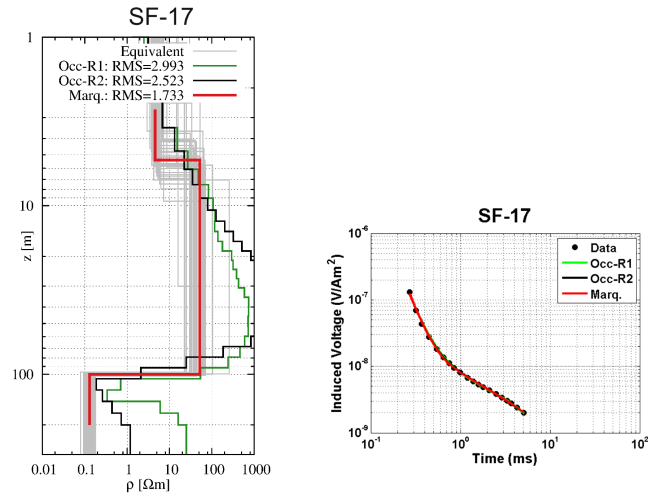 SF-17
Equivalent
Occ-R1: RMS=2.993
Occ-R2: RMS=2.523
Marq.: RMS=1.733
1
10
100
z [m]
0.01 0.1 1 10 100 1000
ρ [Ωm]
SF-17
Data
Occ-R1
Occ-R2
Marq.
10^-6
10^-7
10^-8
10^-9
Induced Voltage (V/Am²)
10^-1 10^0 10^1 10^2
Time (ms)